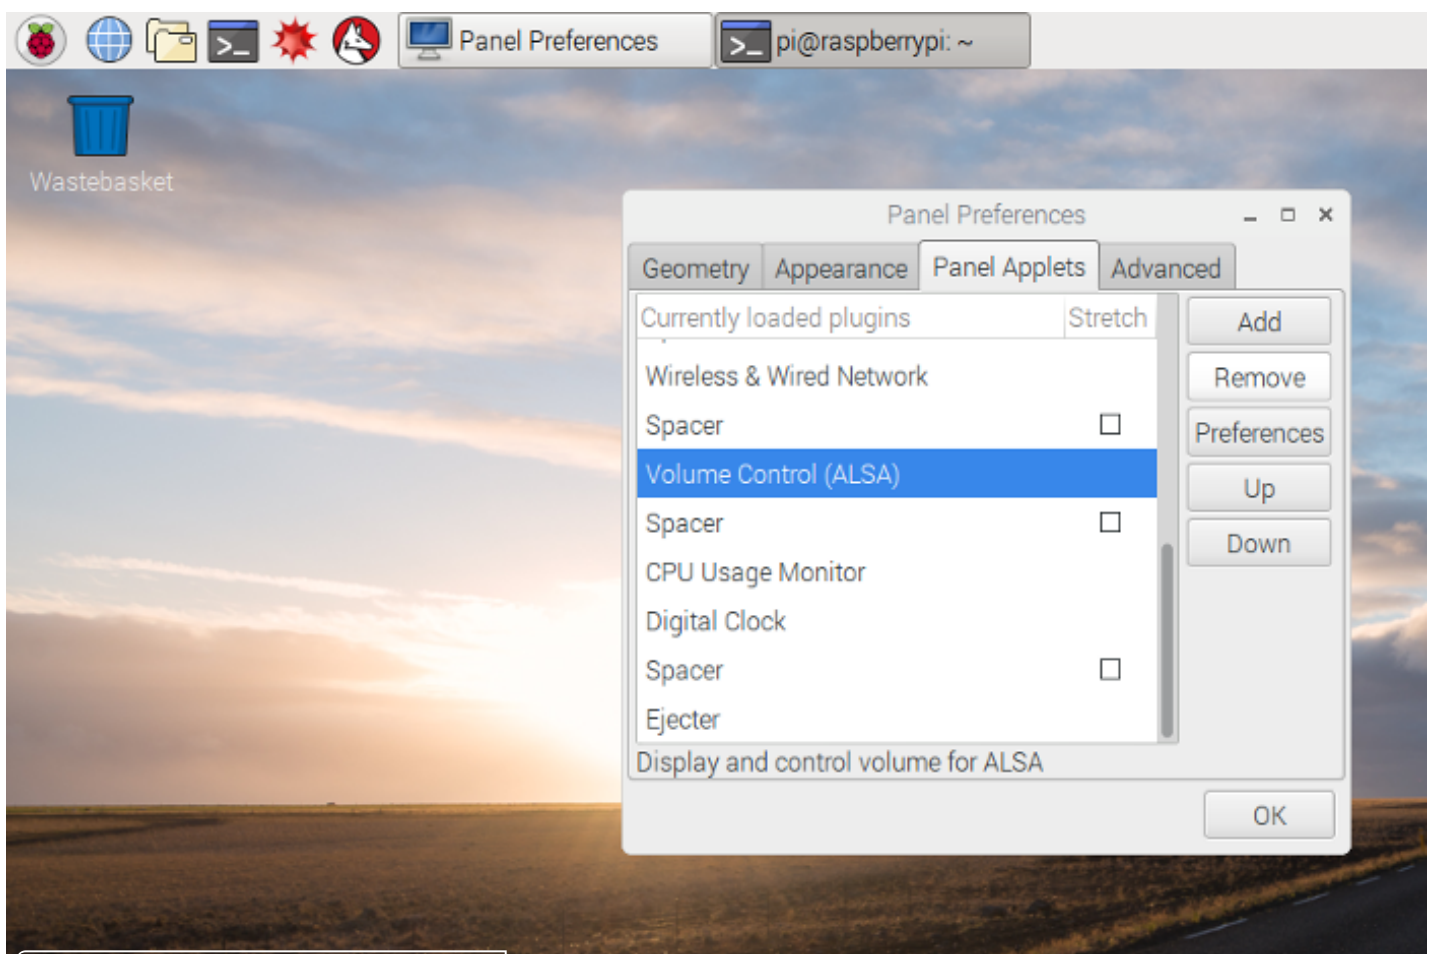 Panel Preferences
pi@raspberrypi: ~
Wastebasket
Panel Preferences
Geometry Appearance Panel Applets Advanced
Currently loaded plugins Stretch
Wireless & Wired Network
Spacer
Volume Control (ALSA)
Spacer
CPU Usage Monitor
Digital Clock
Spacer
Ejecter
Display and control volume for ALSA
Add
Remove
Preferences
Up
Down
OK